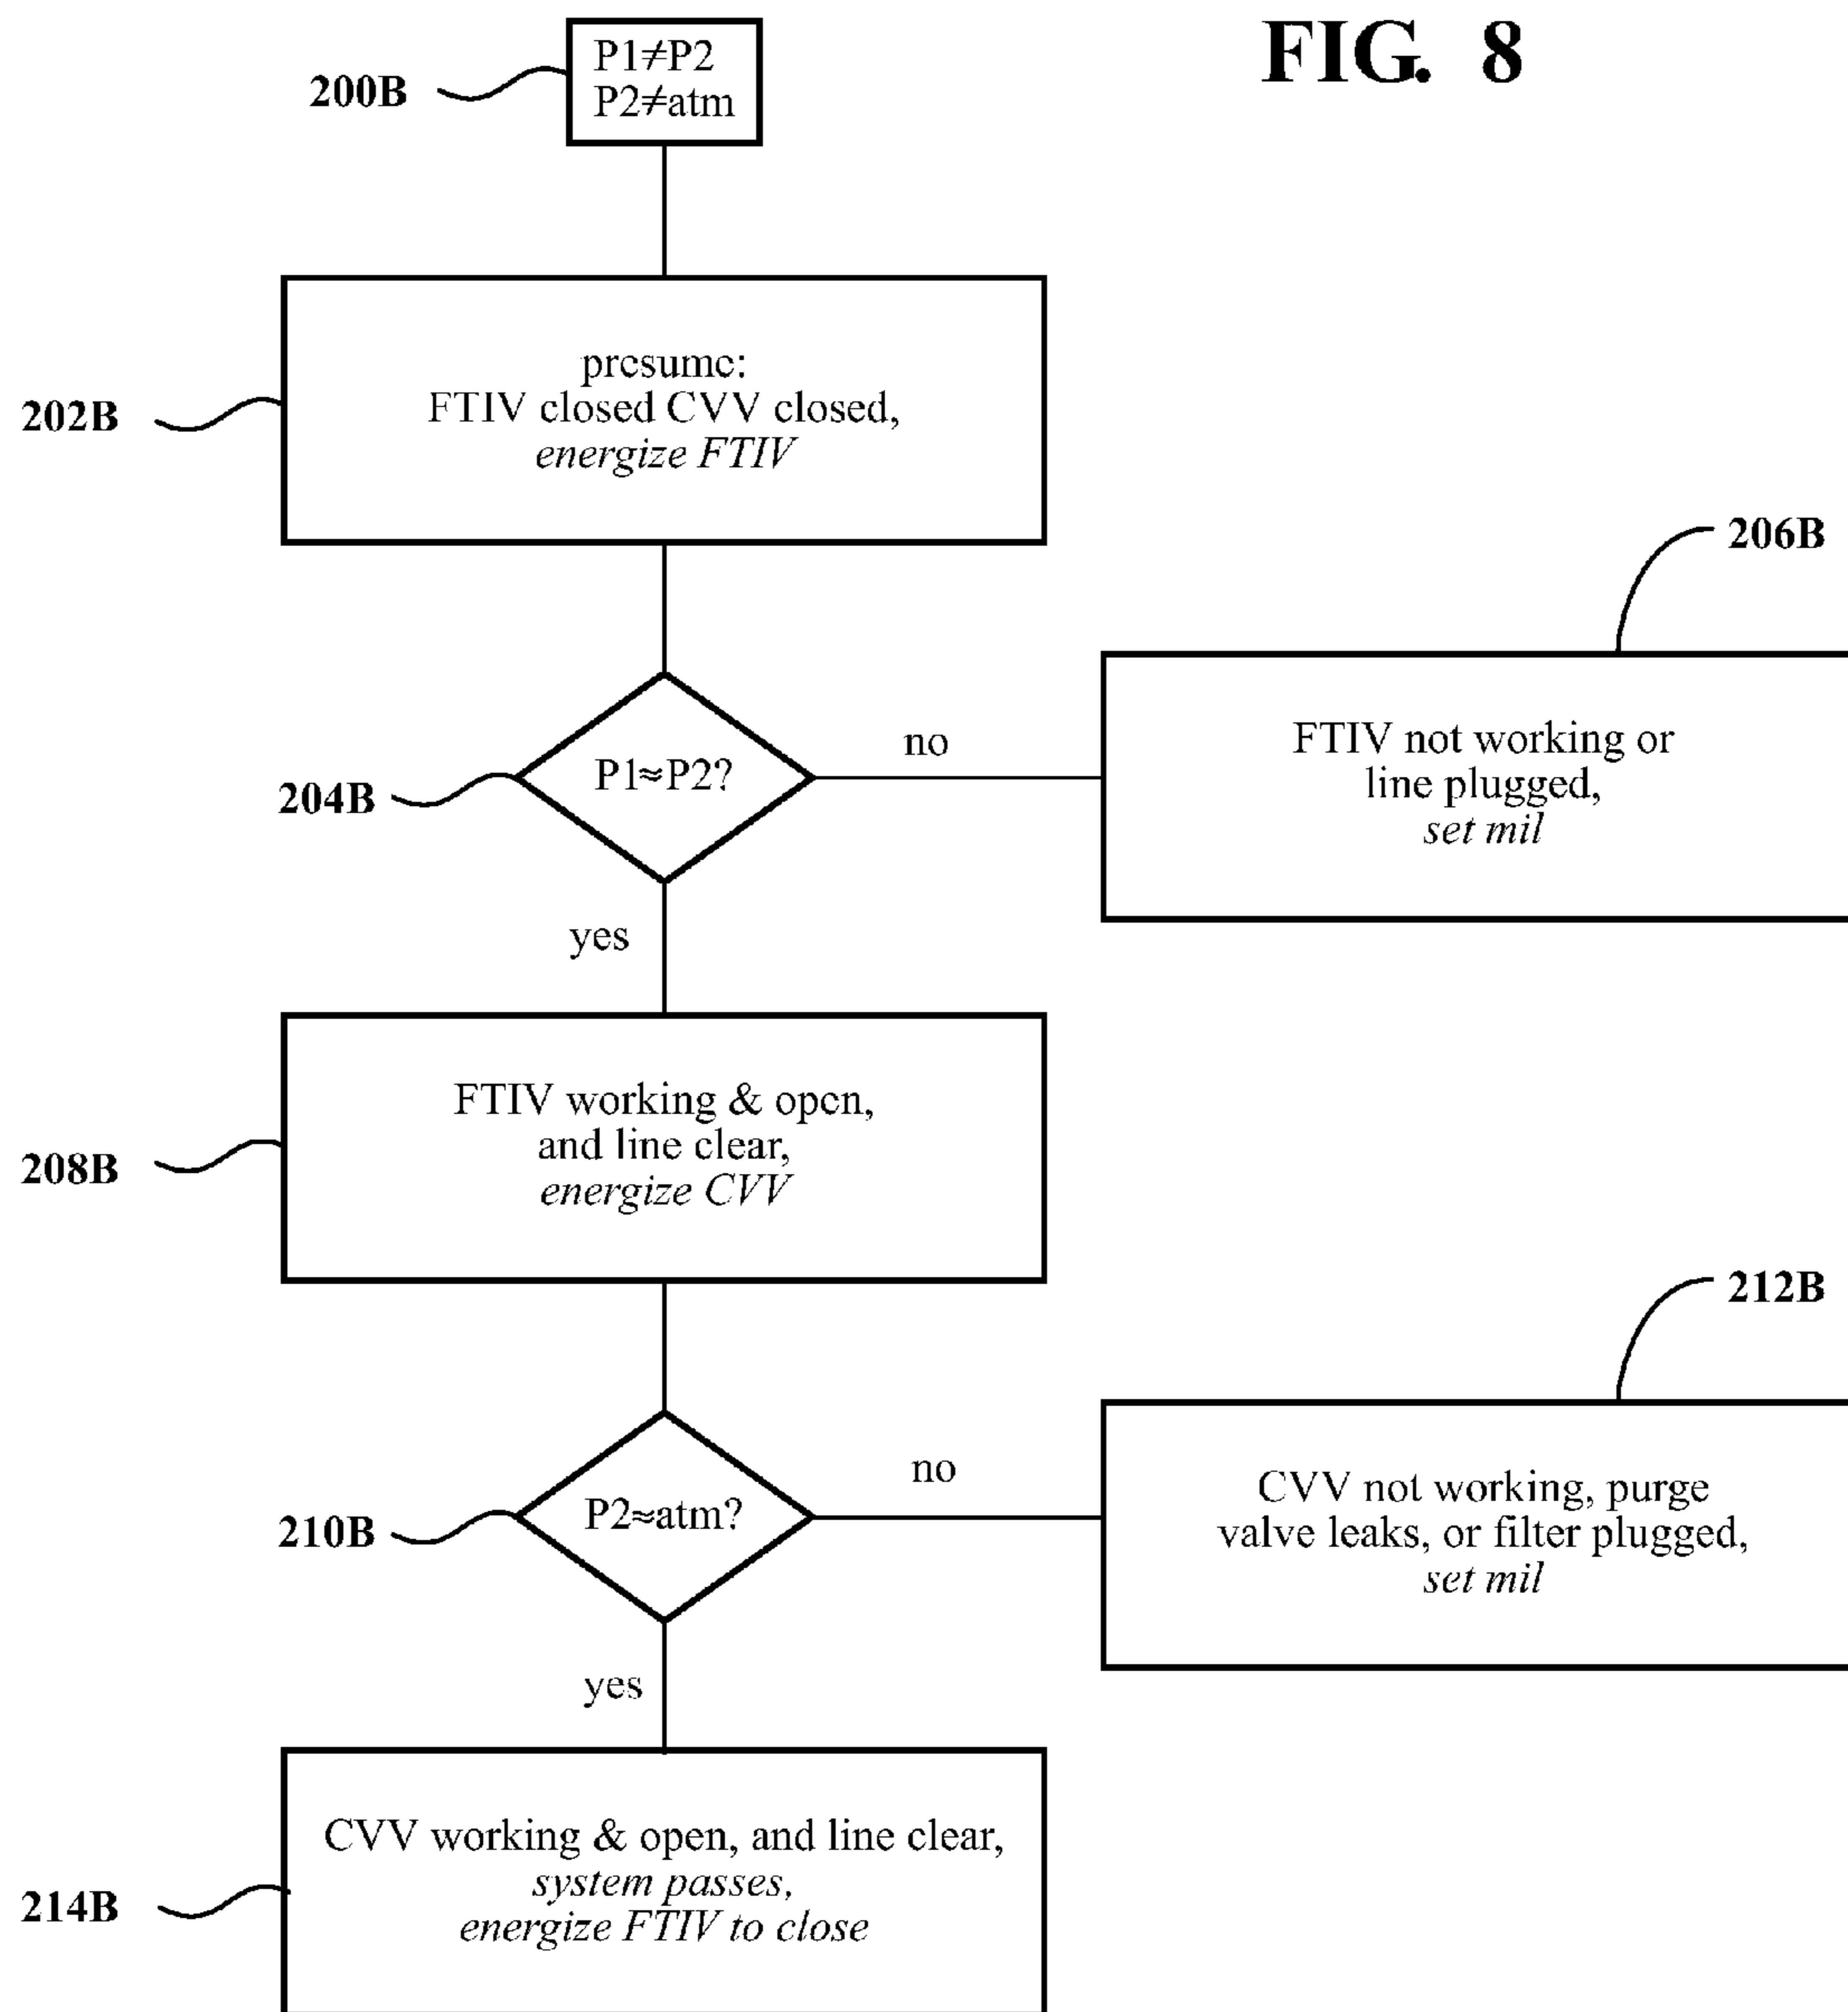 FIG. 8
200B
P1≠P2
P2≠atm
202B
presume:
FTIV closed CVV closed,
energize FTIV
206B
204B
P1≈P2?
no
FTIV not working or
line plugged,
set mil
yes
208B
FTIV working & open,
and line clear,
energize CVV
212B
210B
P2≈atm?
no
CVV not working, purge
valve leaks, or filter plugged,
set mil
yes
214B
CVV working & open, and line clear,
system passes,
energize FTIV to close